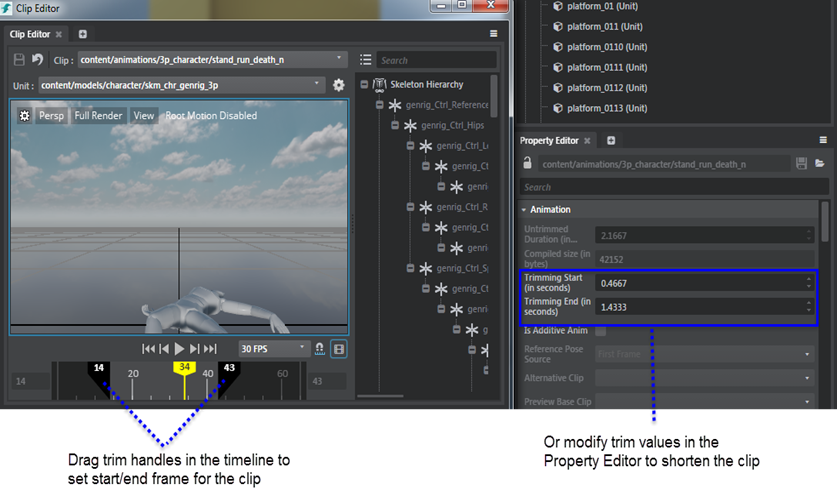 Clip Editor
Clip Editor
Clip : content/animations/3p_character/stand_run_death_n
Search
Unit : content/models/character/skm_chr_genrig_3p
Persp Full Render View Root Motion Disabled
Skeleton Hierarchy
genrig_Ctrl_Reference
genrig_Ctrl_Hips
genrig_Ctrl_L
genrig_Ct
genri
genrig_Ctrl_R
genrig_Ct
genri
genrig_Ctrl_Sp
genrig_Ct
genri
g
30 FPS
14
14
20
34
40
43
60
43
Drag trim handles in the timeline to
set start/end frame for the clip
platform_01 (Unit)
platform_011 (Unit)
platform_0110 (Unit)
platform_0111 (Unit)
platform_0112 (Unit)
platform_0113 (Unit)
Property Editor
content/animations/3p_character/stand_run_death_n
Search
Animation
Untrimmed
Duration (in...
2.1667
Compiled size (in
bytes)
42152
Trimming Start
(in seconds)
0.4667
Trimming End (in
seconds)
1.4333
Is Additive Anim
Reference Pose
Source
First Frame
Alternative Clip
Preview Base Clip
Or modify trim values in the
Property Editor to shorten the clip